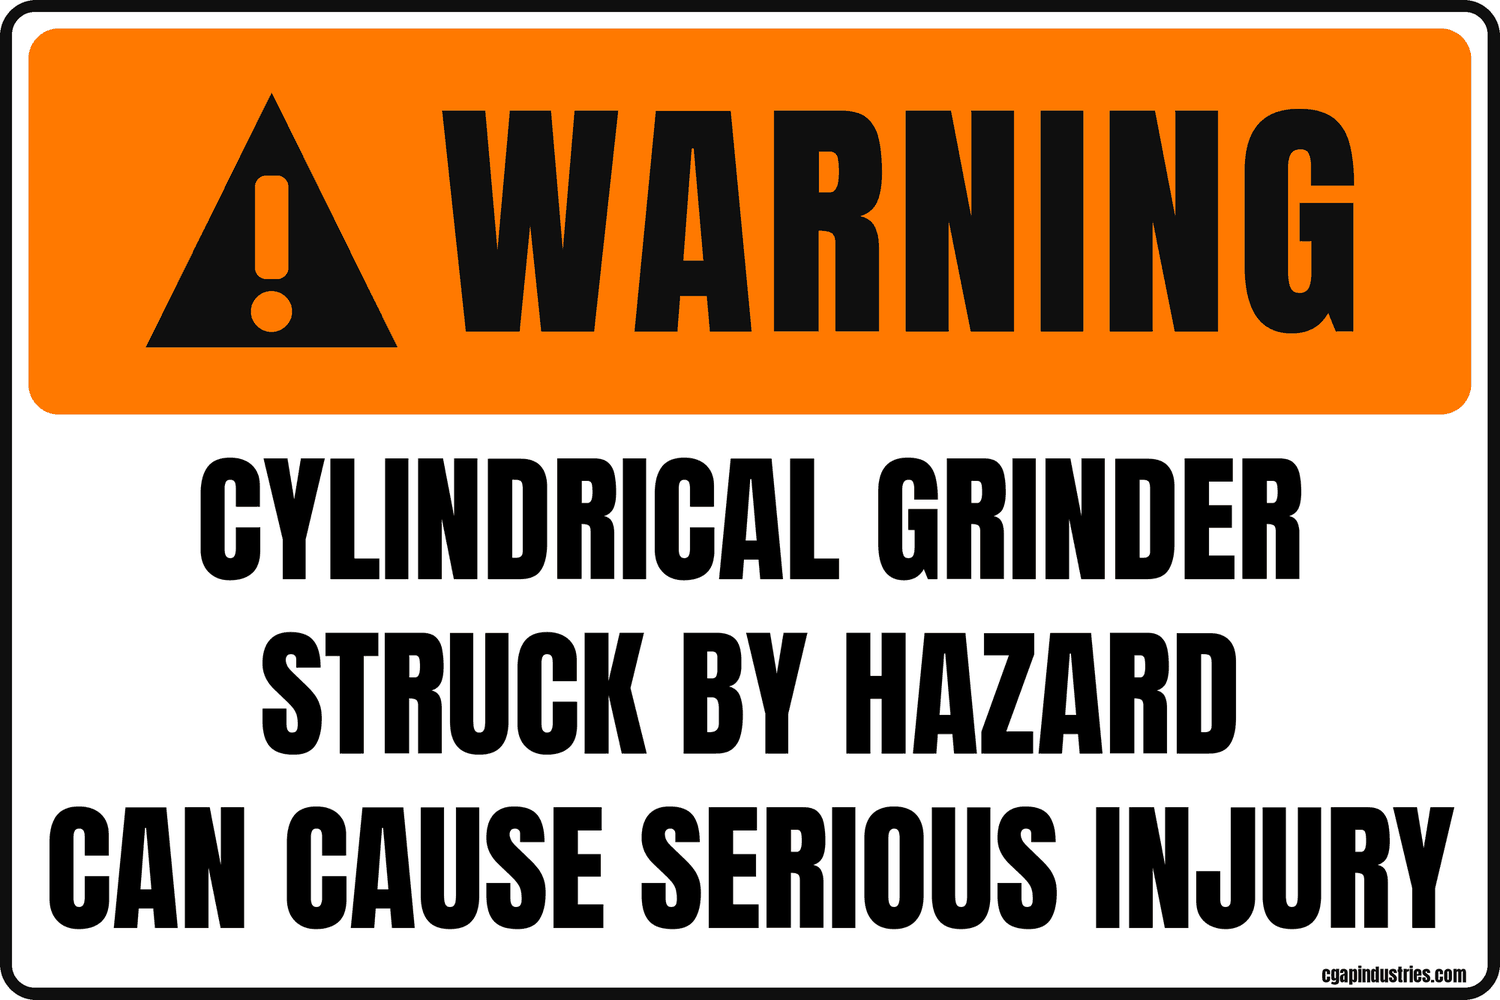 WARNING
CYLINDRICAL GRINDER
STRUCK BY HAZARD
CAN CAUSE SERIOUS INJURY
cgapindustries.com